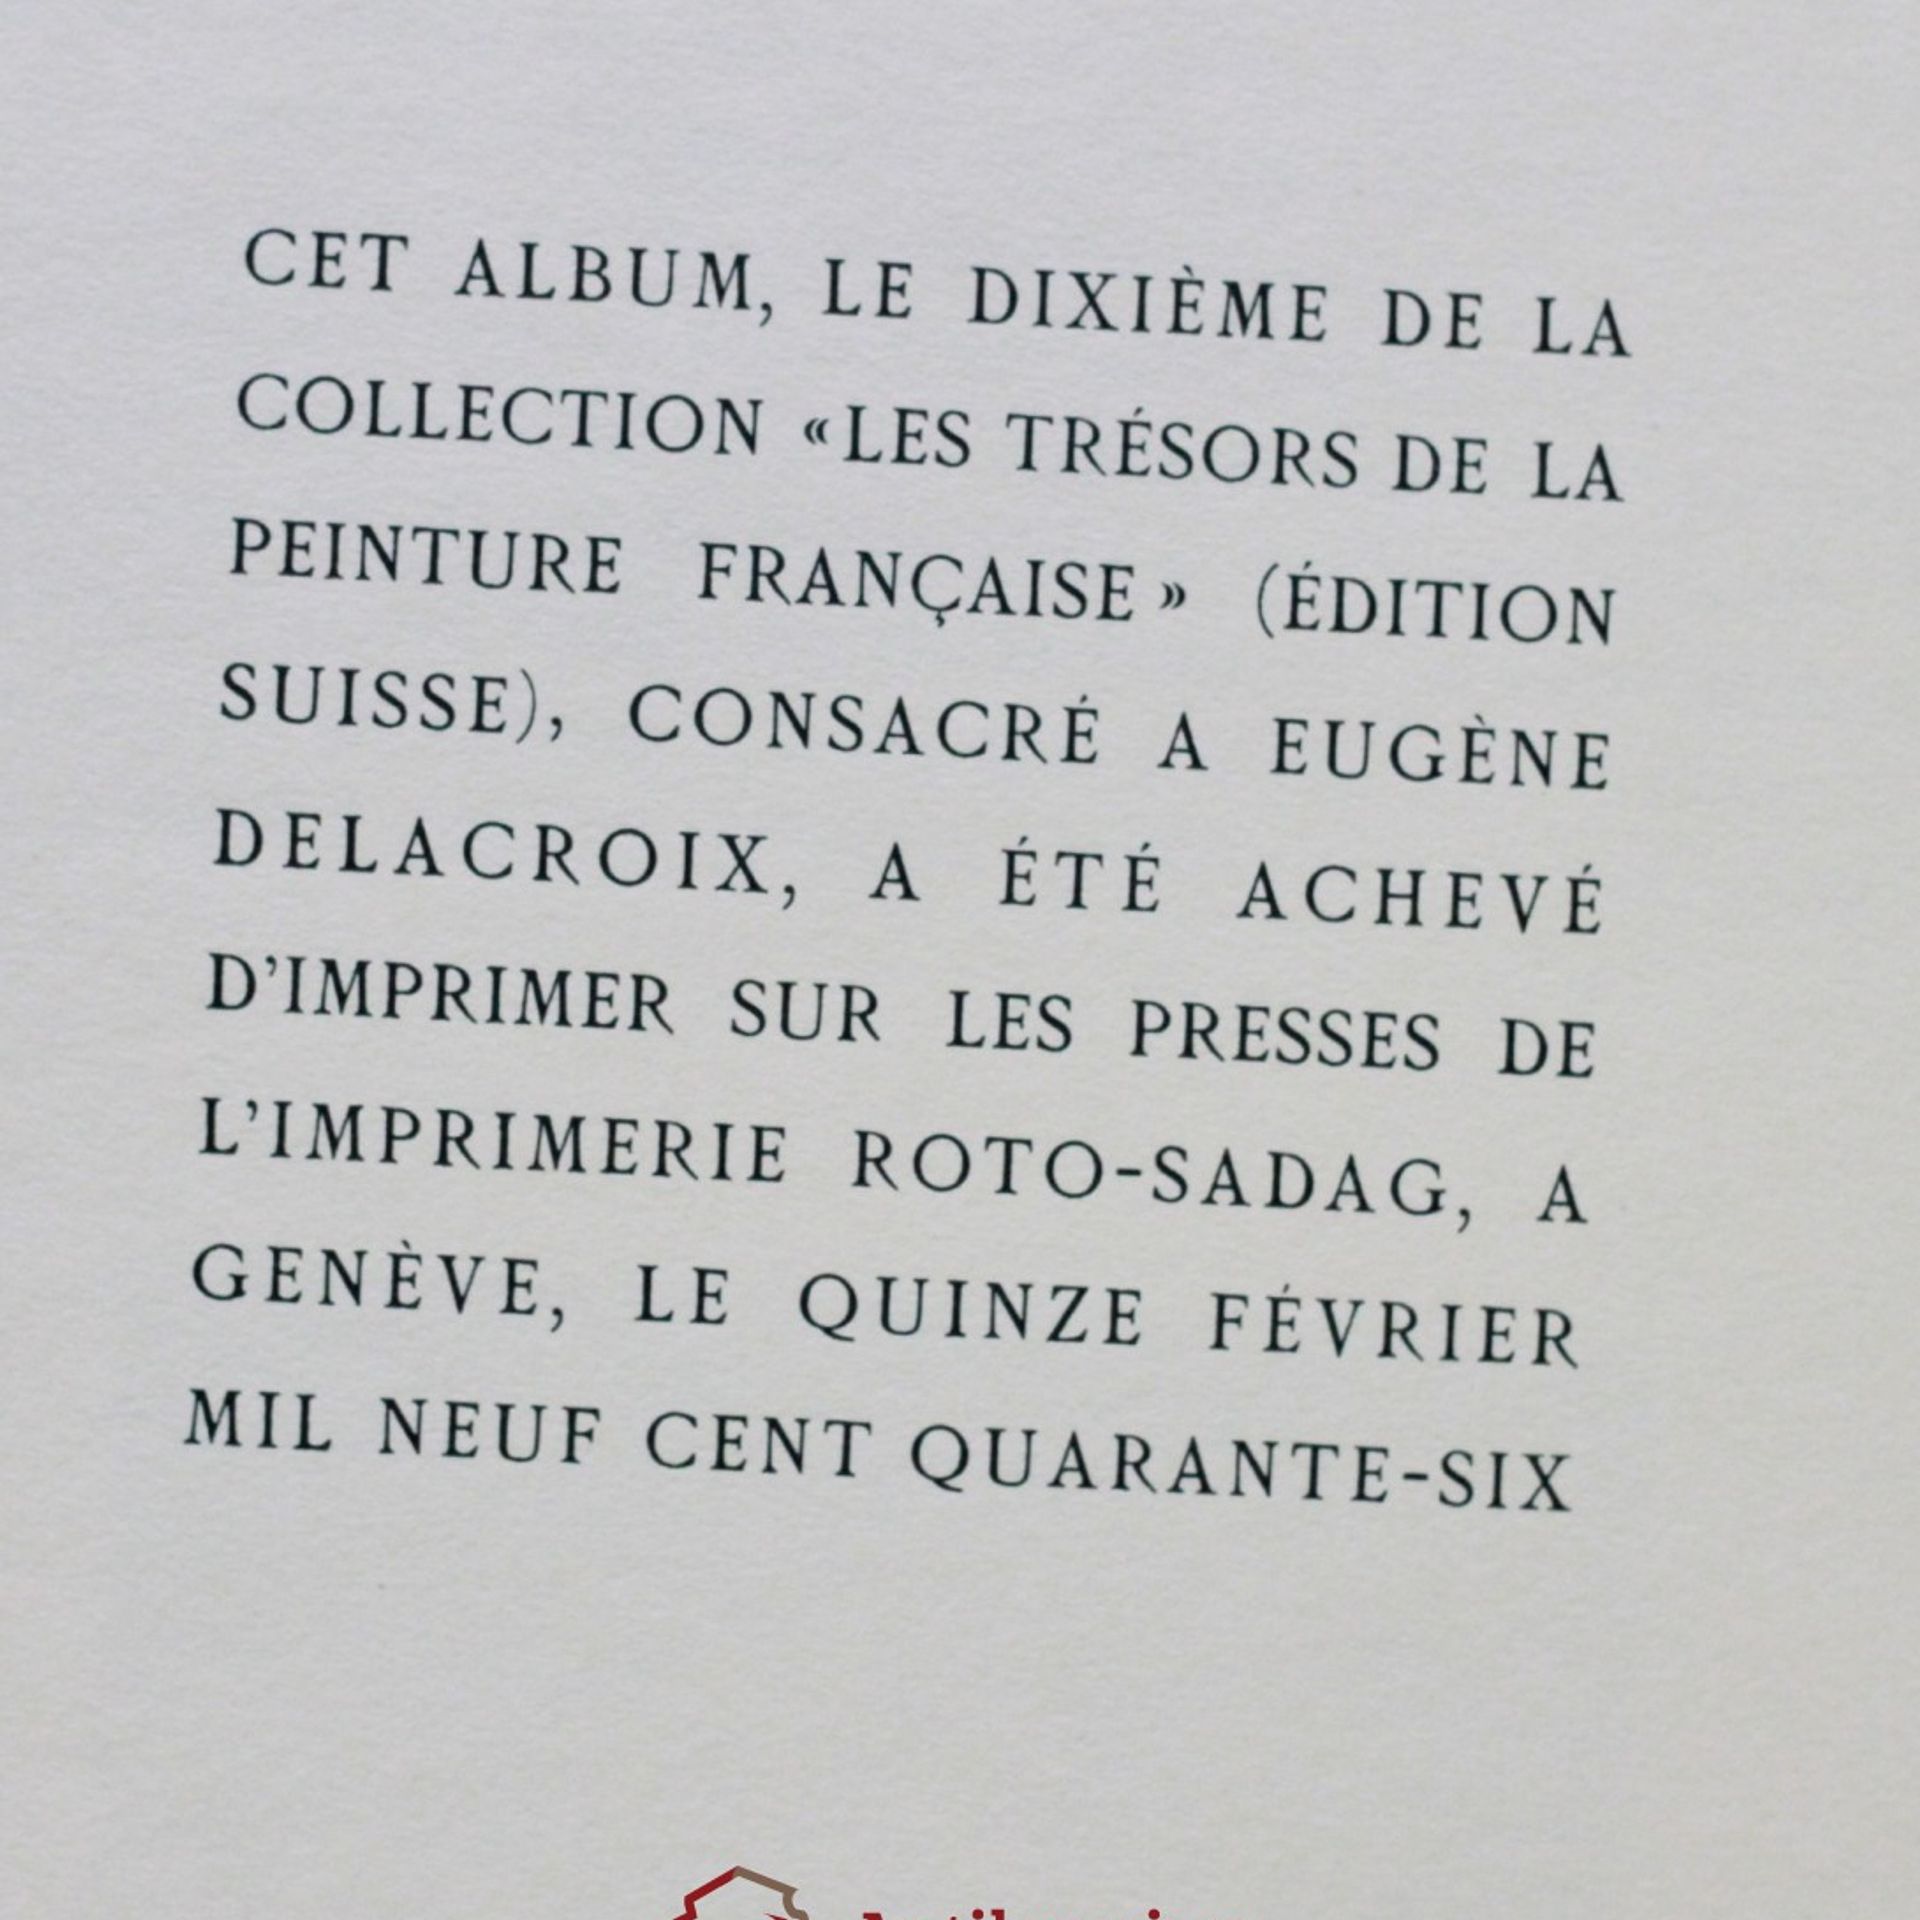 CET ALBUM, LE DIXIÈME DE LA
COLLECTION «LES TRÉSORS DE LA
PEINTURE FRANÇAISE» (ÉDITION
SUISSE), CONSACRÉ A EUGÈNE
DELACROIX, A ÉTÉ ACHEVÉ
D'IMPRIMER SUR LES PRESSES DE
L'IMPRIMERIE ROTO-SADAG, A
GENÈVE, LE QUINZE FÉVRIER
MIL NEUF CENT QUARANTE-SIX